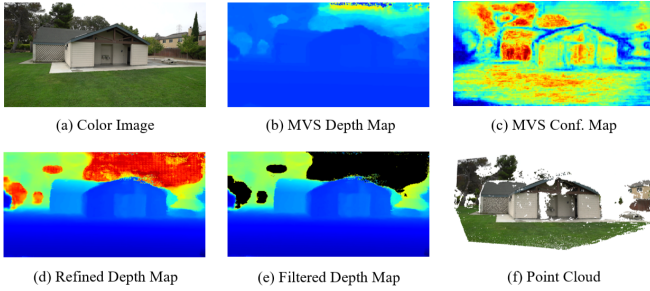 (a) Color Image
(b) MVS Depth Map
(c) MVS Conf. Map
(d) Refined Depth Map
(e) Filtered Depth Map
(f) Point Cloud